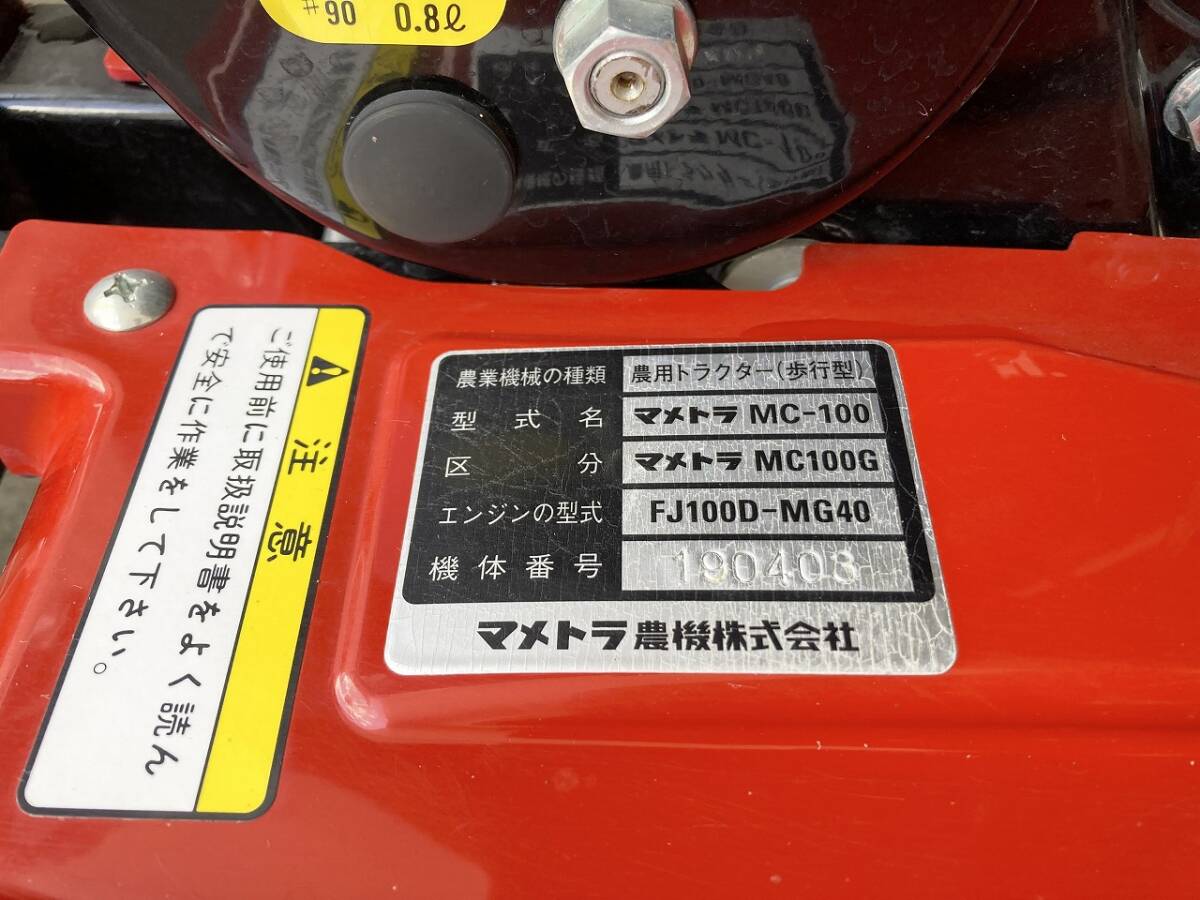 #90 0.8ℓ
注意
ご使用前に取扱説明書をよく読ん
で安全に作業をして下さい。
農業機械の種類 農用トラクター(歩行型)
型式名 マメトラ MC-100
区分 マメトラ MC100G
エンジンの型式 FJ100D-MG40
機体番号 190403
マメトラ農機株式会社